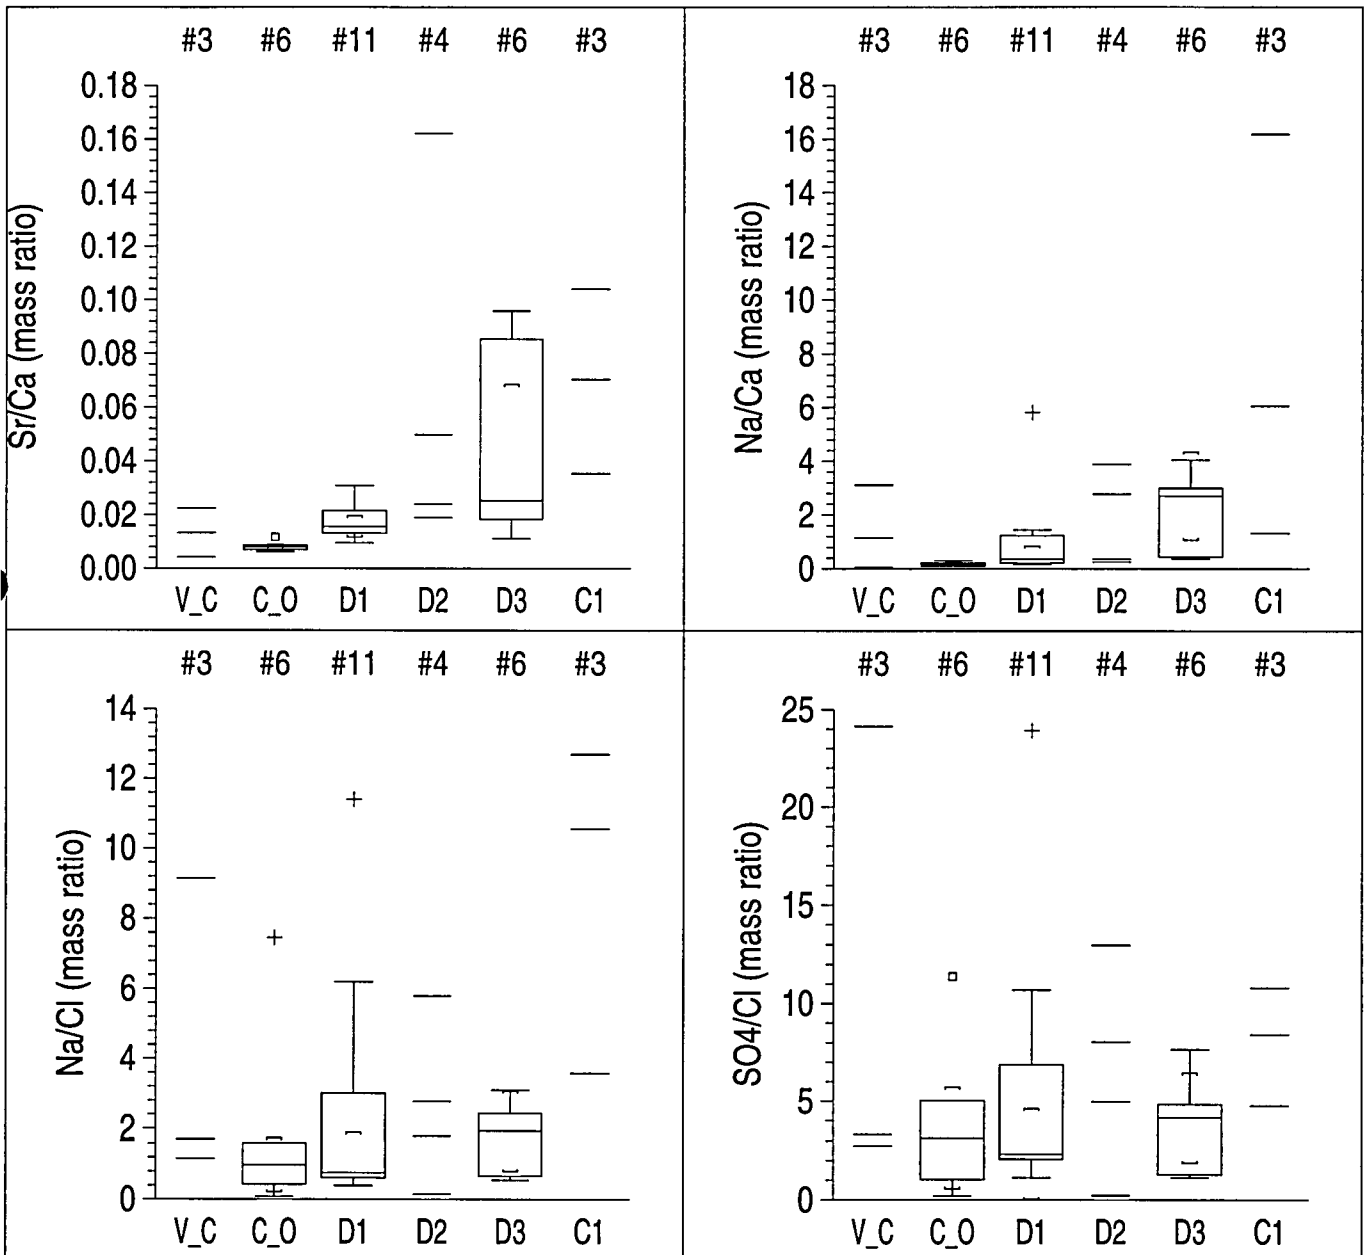 #3 #6 #11 #4 #6 #3
0.18
0.16
0.14
0.12
0.10
0.08
0.06
0.04
0.02
0.00
Sr/Ca (mass ratio)
V_C C_O D1 D2 D3 C1
#3 #6 #11 #4 #6 #3
18
16
14
12
10
8
6
4
2
0
Na/Ca (mass ratio)
V_C C_O D1 D2 D3 C1
#3 #6 #11 #4 #6 #3
14
12
10
8
6
4
2
0
Na/Cl (mass ratio)
V_C C_O D1 D2 D3 C1
#3 #6 #11 #4 #6 #3
25
20
15
10
5
0
SO4/Cl (mass ratio)
V_C C_O D1 D2 D3 C1